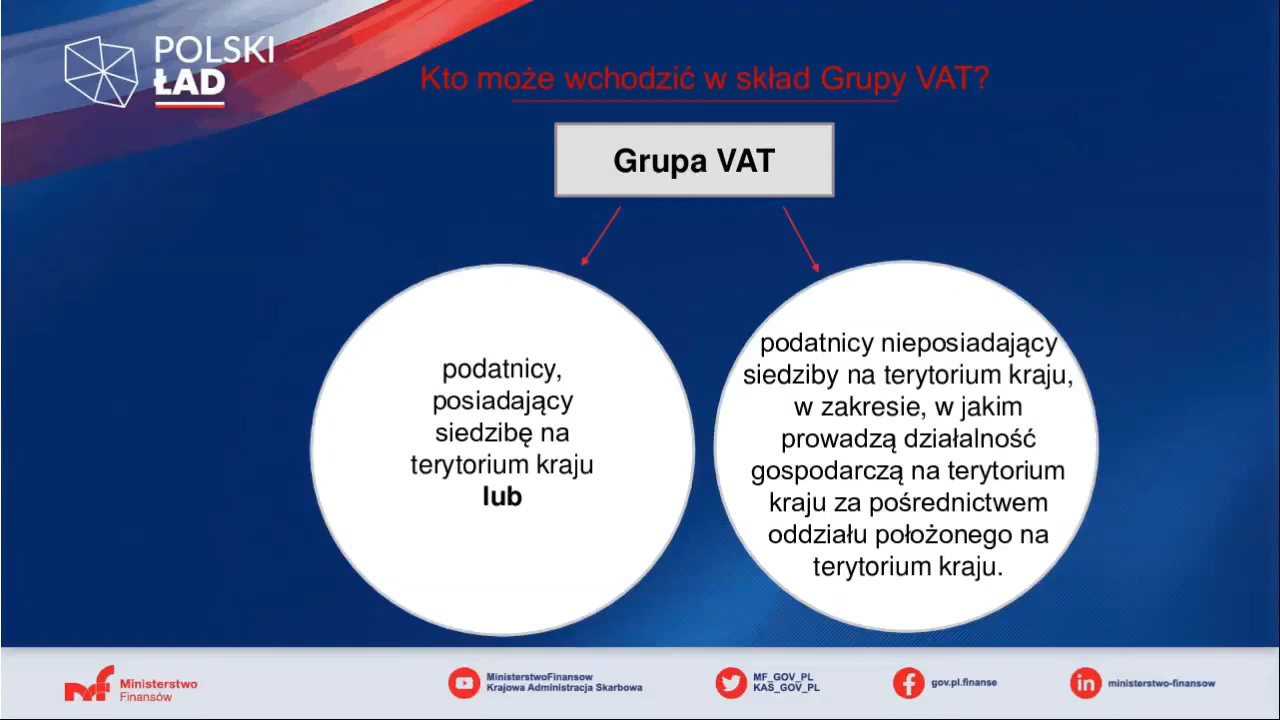 POLSKI
ŁAD
Kto może wchodzić w skład Grupy VAT?
Grupa VAT
podatnicy,
posiadający
siedzibę na
terytorium kraju
lub
podatnicy nieposiadający
siedziby na terytorium kraju,
w zakresie, w jakim
prowadzą działalność
gospodarczą na terytorium
kraju za pośrednictwem
oddziału położonego na
terytorium kraju.
Ministerstwo
Finansów
MinisterstwoFinansow
Krajowa Administracja Skarbowa
MF_GOV_PL
KAS_GOV_PL
gov.pl.finanse
in
ministerstwo-finansow